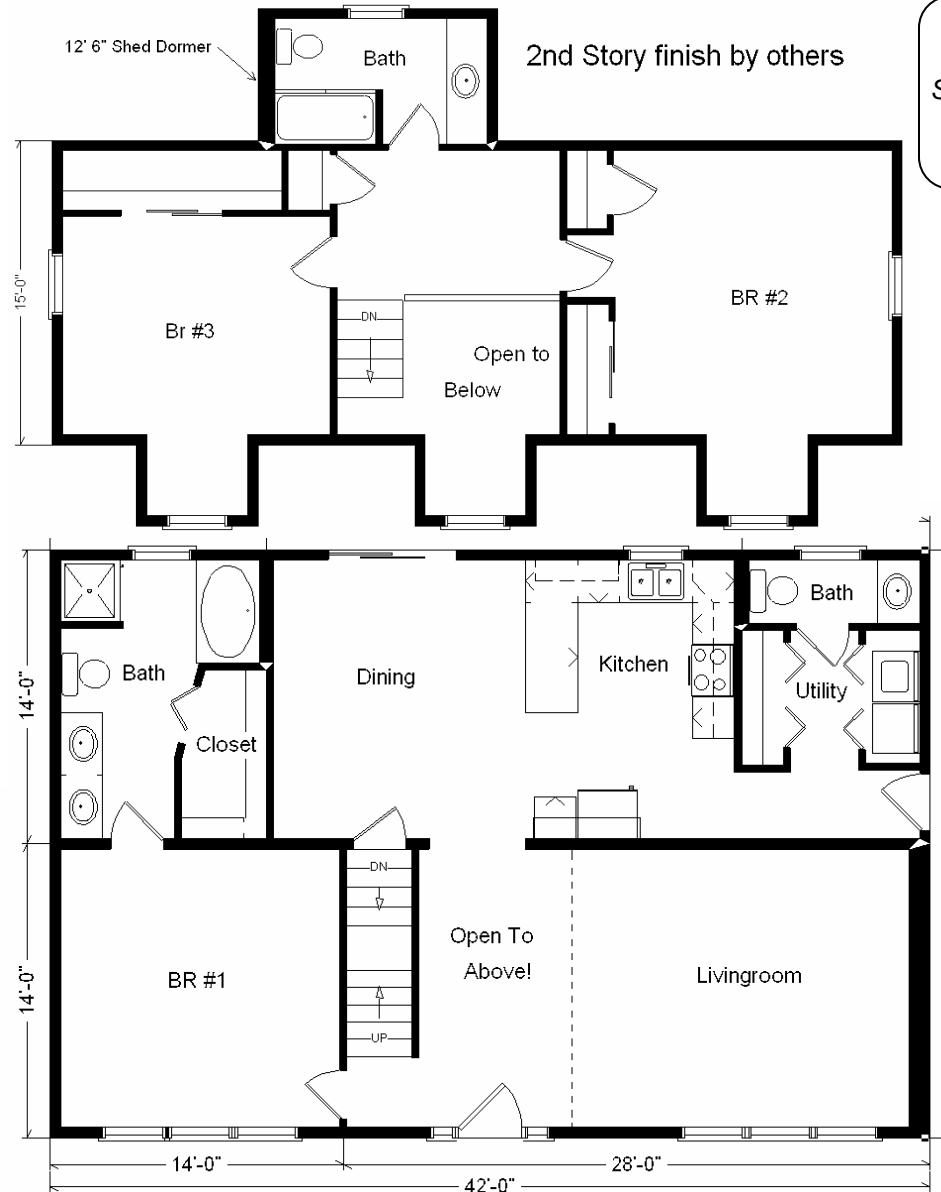 12' 6" Shed Dormer
Bath
2nd Story finish by others
S
15'-0"
DN
BR #2
Br #3
Open to
Below
Bath
Dining
Kitchen
Bath
Utility
14'-0"
Closet
DN
Open To
Above!
BR #1
Livingroom
14'-0"
UP
14'-0"
28'-0"
42'-0"